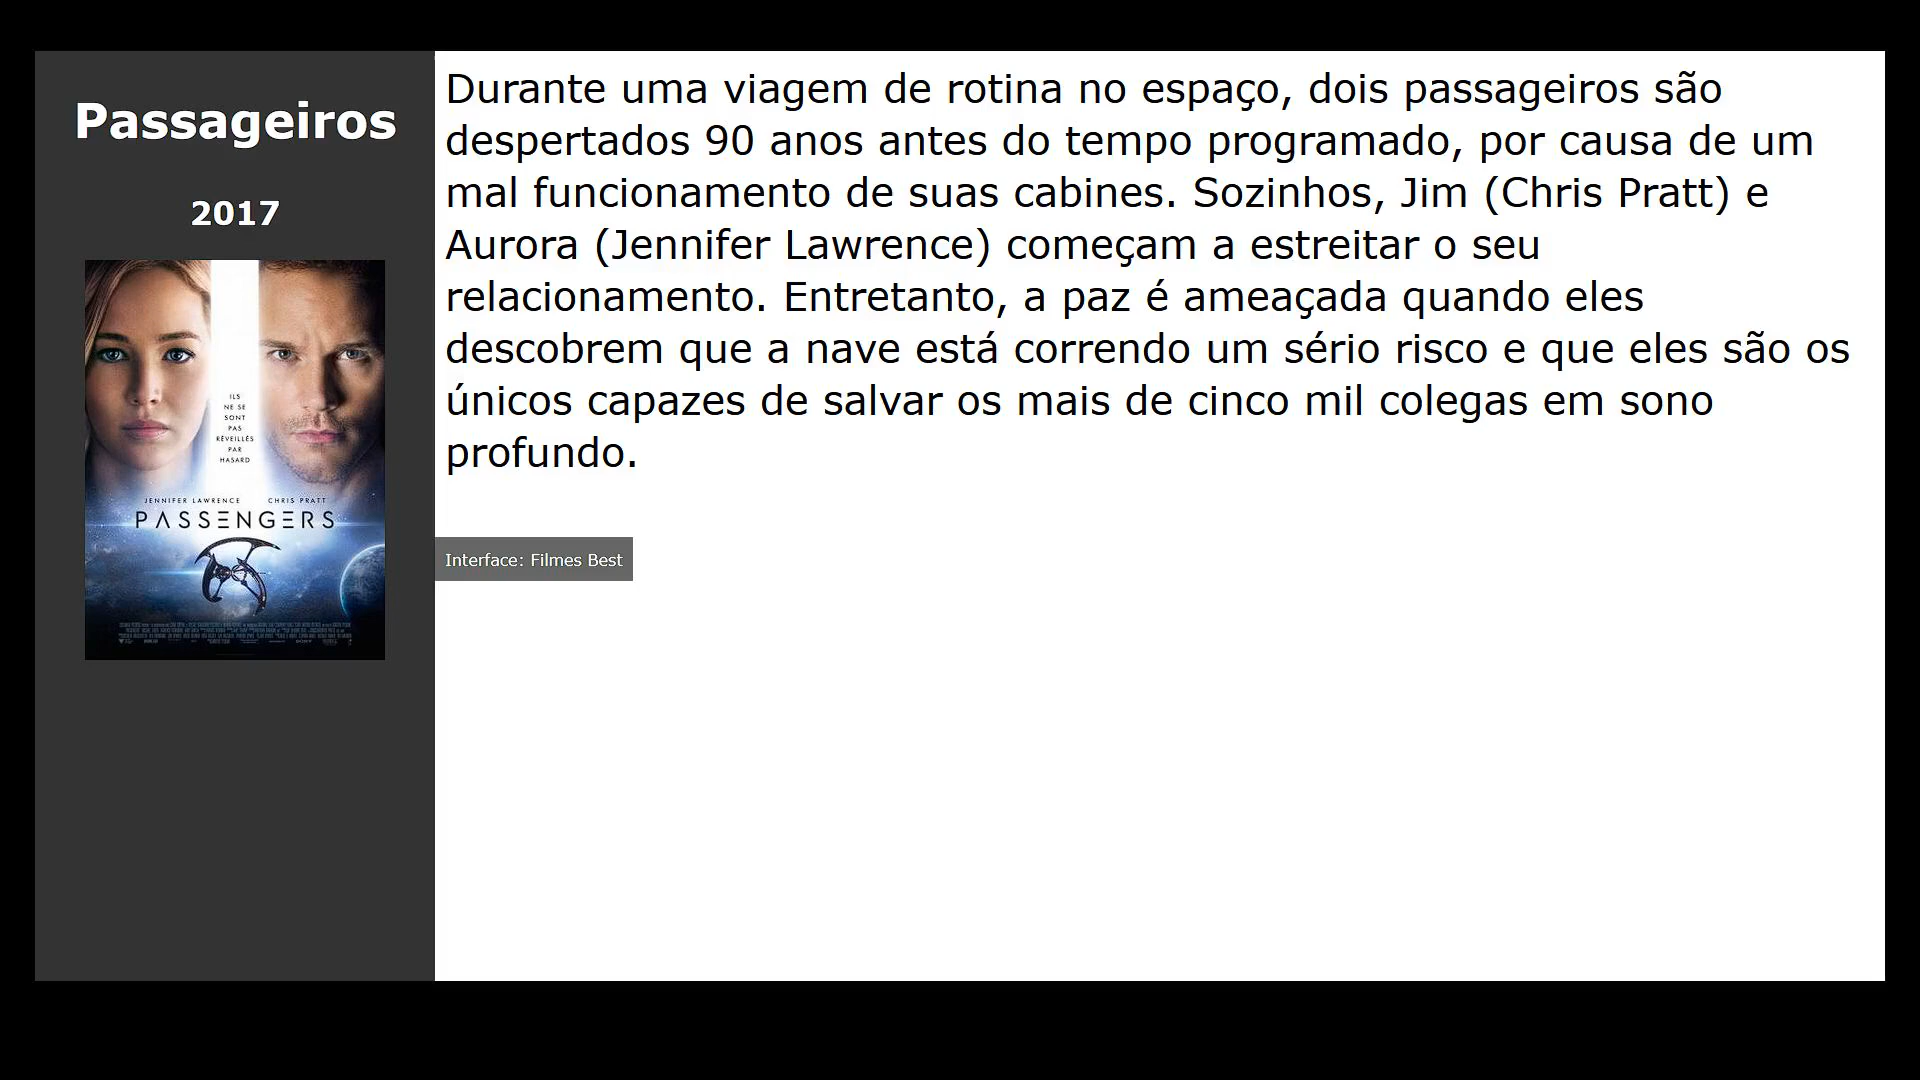 Passageiros
2017
ILS
NE SE
SONT
PAS
RÉVEILLÉS
PAR
HASARD
JENNIFER LAWRENCE CHRIS PRATT
PASSENGERS
Durante uma viagem de rotina no espaço, dois passageiros são
despertados 90 anos antes do tempo programado, por causa de um
mal funcionamento de suas cabines. Sozinhos, Jim (Chris Pratt) e
Aurora (Jennifer Lawrence) começam a estreitar o seu
relacionamento. Entretanto, a paz é ameaçada quando eles
descobrem que a nave está correndo um sério risco e que eles são os
únicos capazes de salvar os mais de cinco mil colegas em sono
profundo.
Interface: Filmes Best